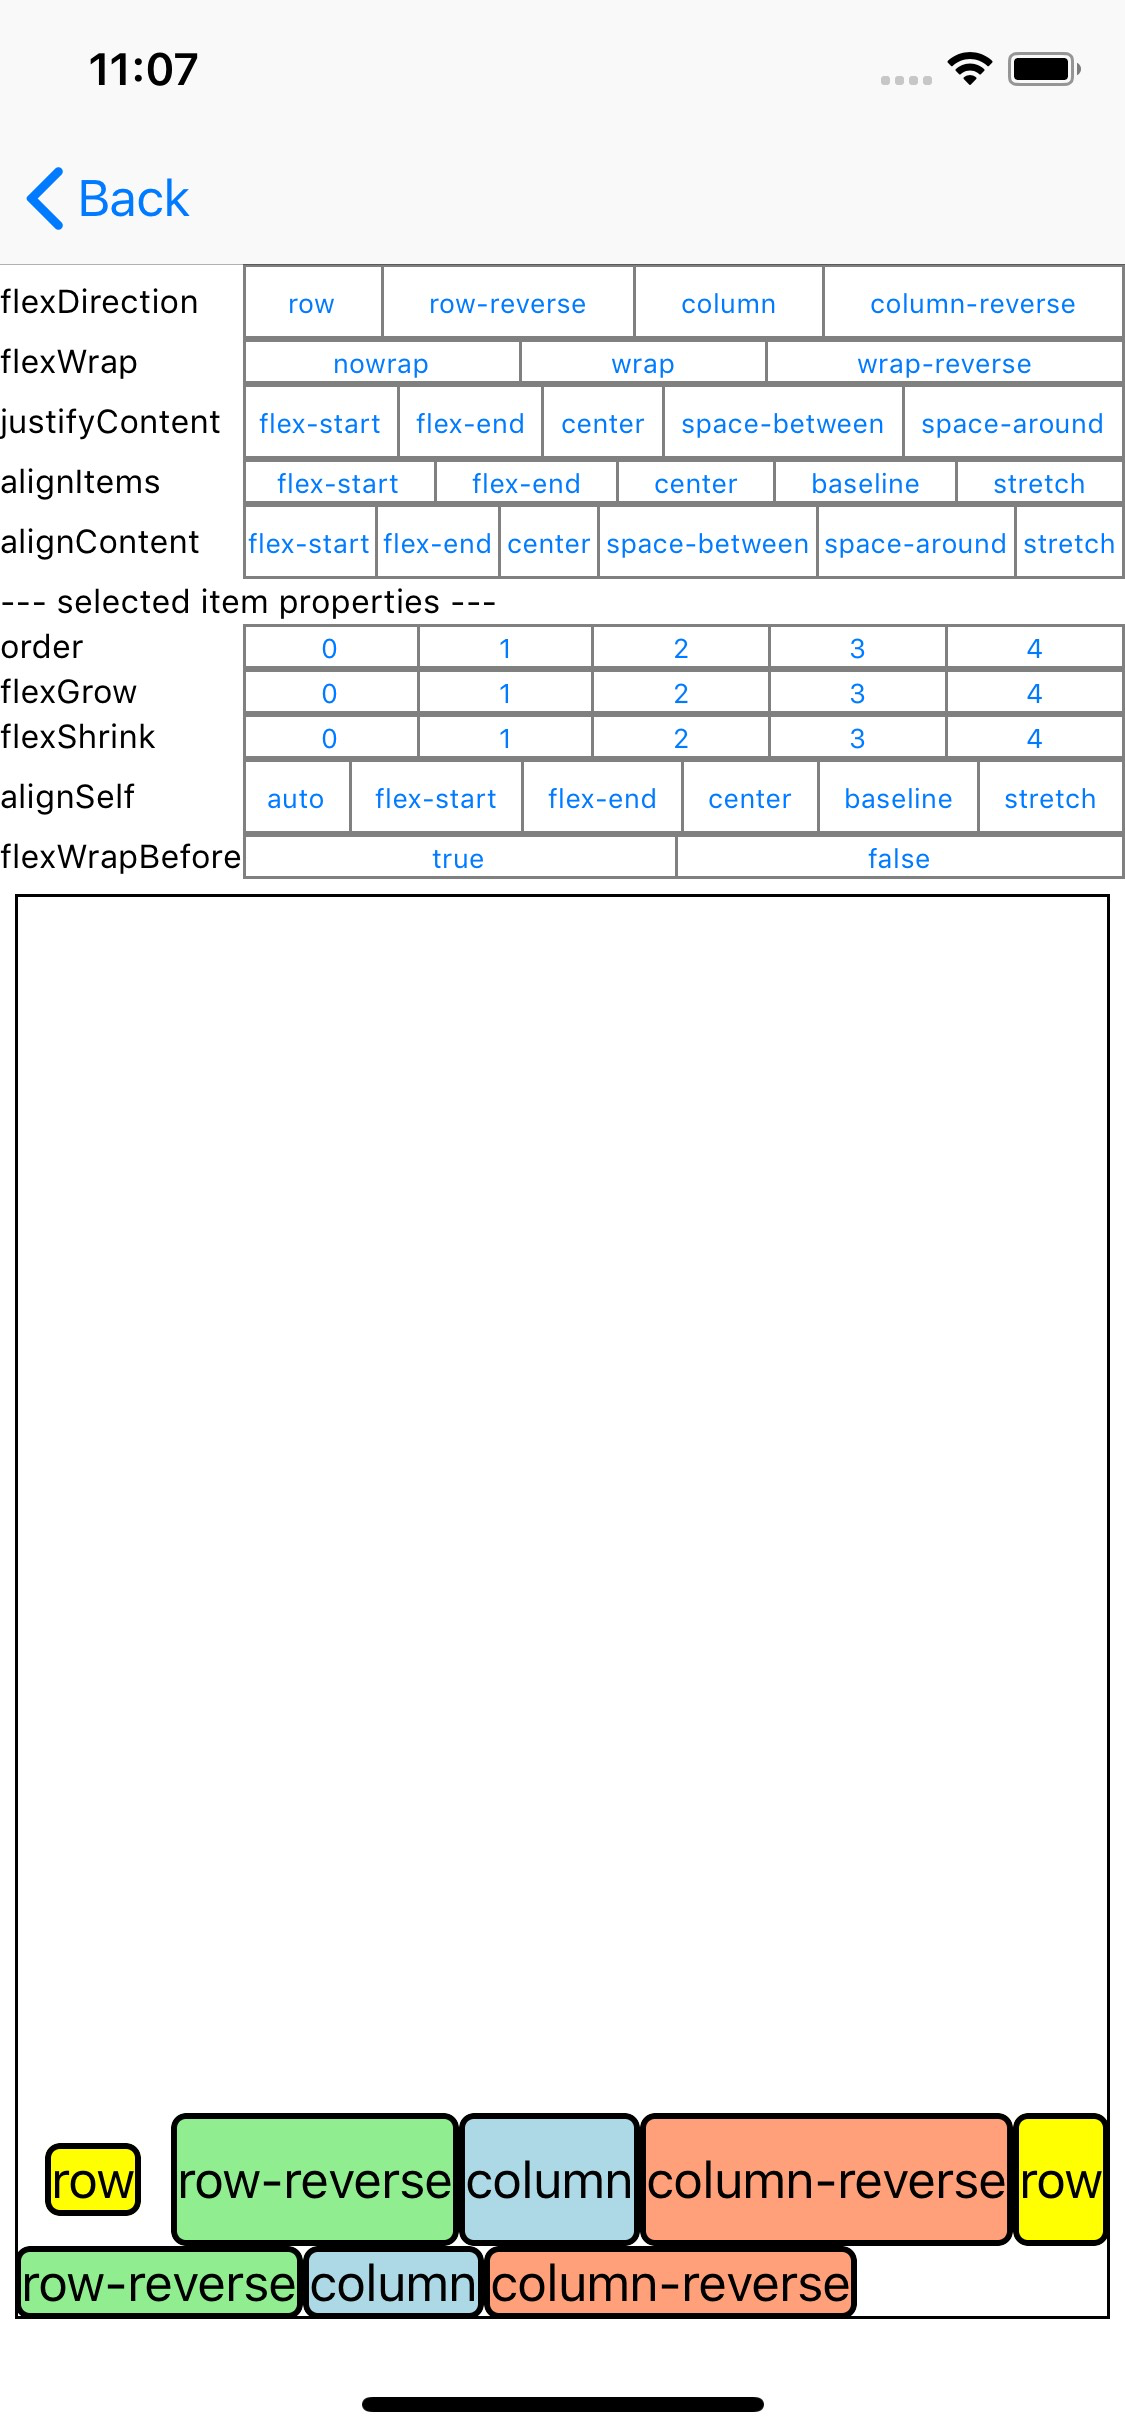 11:07
Back
flexDirection row row-reverse column column-reverse
flexWrap nowrap wrap wrap-reverse
justifyContent flex-start flex-end center space-between space-around
alignItems flex-start flex-end center baseline stretch
alignContent flex-start flex-end center space-between space-around stretch
--- selected item properties ---
order 0 1 2 3 4
flexGrow 0 1 2 3 4
flexShrink 0 1 2 3 4
alignSelf auto flex-start flex-end center baseline stretch
flexWrapBefore true false
row row-reverse column column-reverse row
row-reverse column column-reverse